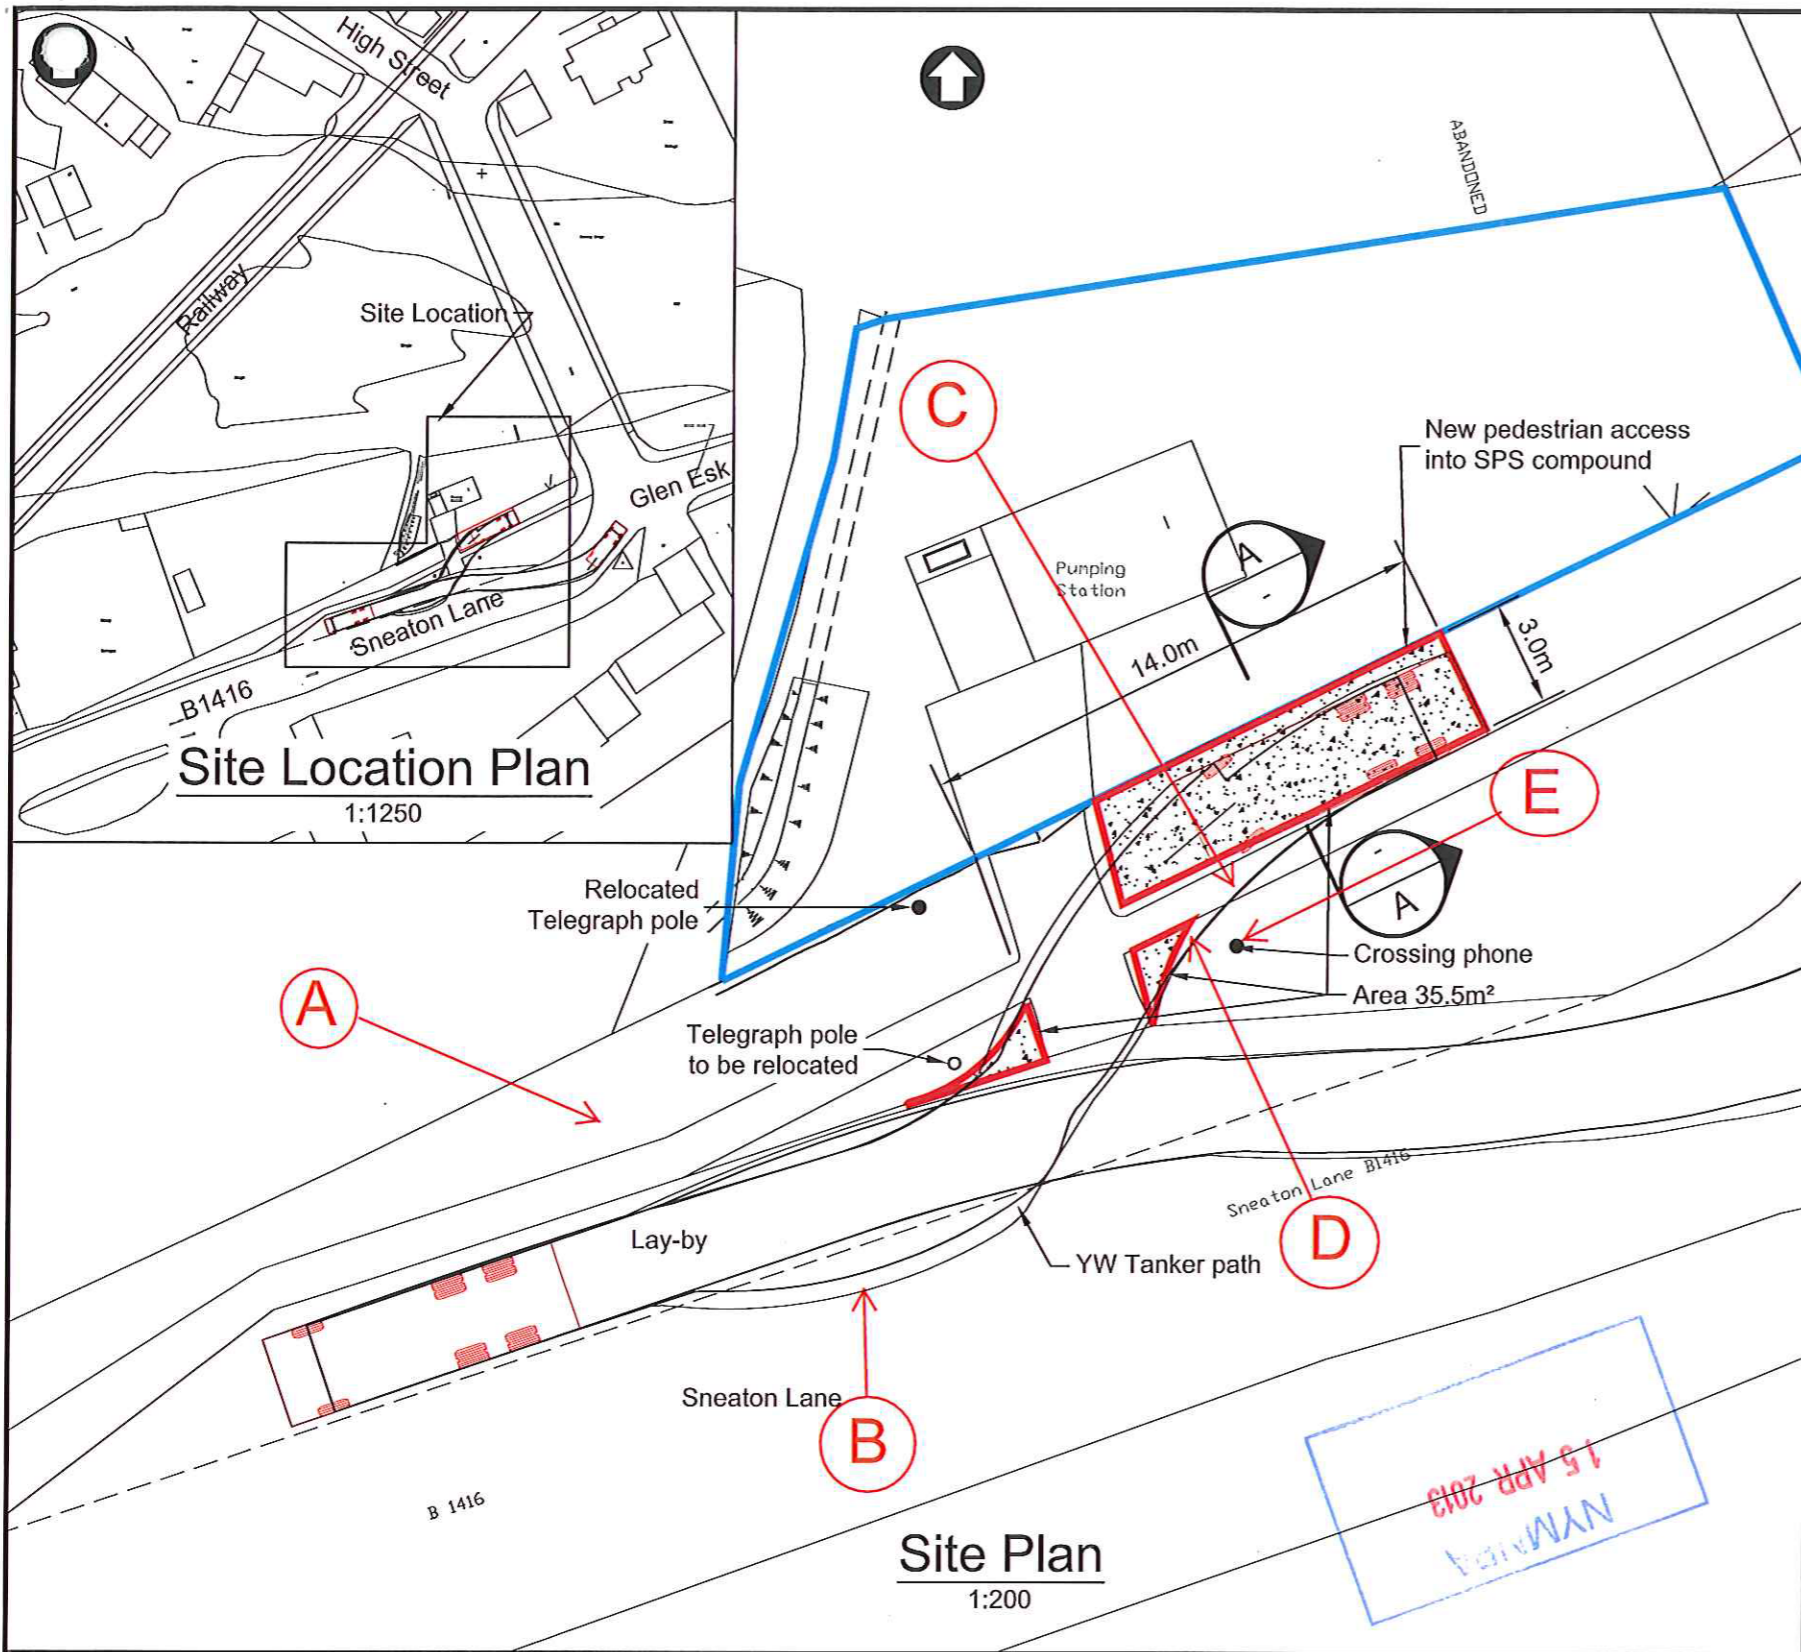 High Street
Railway
Site Location
Glen Esk
Sneaton Lane
B1416
Site Location Plan
1:1250
ABANDONED
C
New pedestrian access
into SPS compound
Pumping
Station
A
14.0m
3.0m
E
A
Relocated
Telegraph pole
Crossing phone
Area 35.5m²
A
Telegraph pole
to be relocated
Sneaton Lane B1416
D
Lay-by
YW Tanker path
Sneaton Lane
B
B 1416
Site Plan
1:200
NYMNPA
15 APR 2013